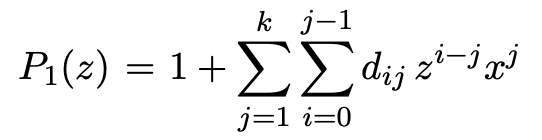 P_1(z) = 1 + \sum_{j=1}^{k} \sum_{i=0}^{j-1} d_{ij} z^{i-j} x^j